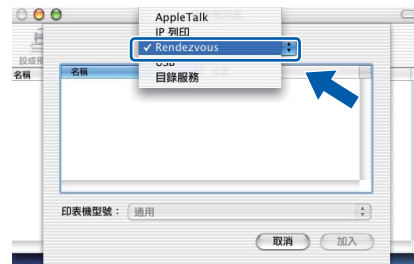 AppleTalk
IP 列印
✓ Rendezvous
USB
目錄服務
名稱
名稱
印表機型號：
通用
取消
加入